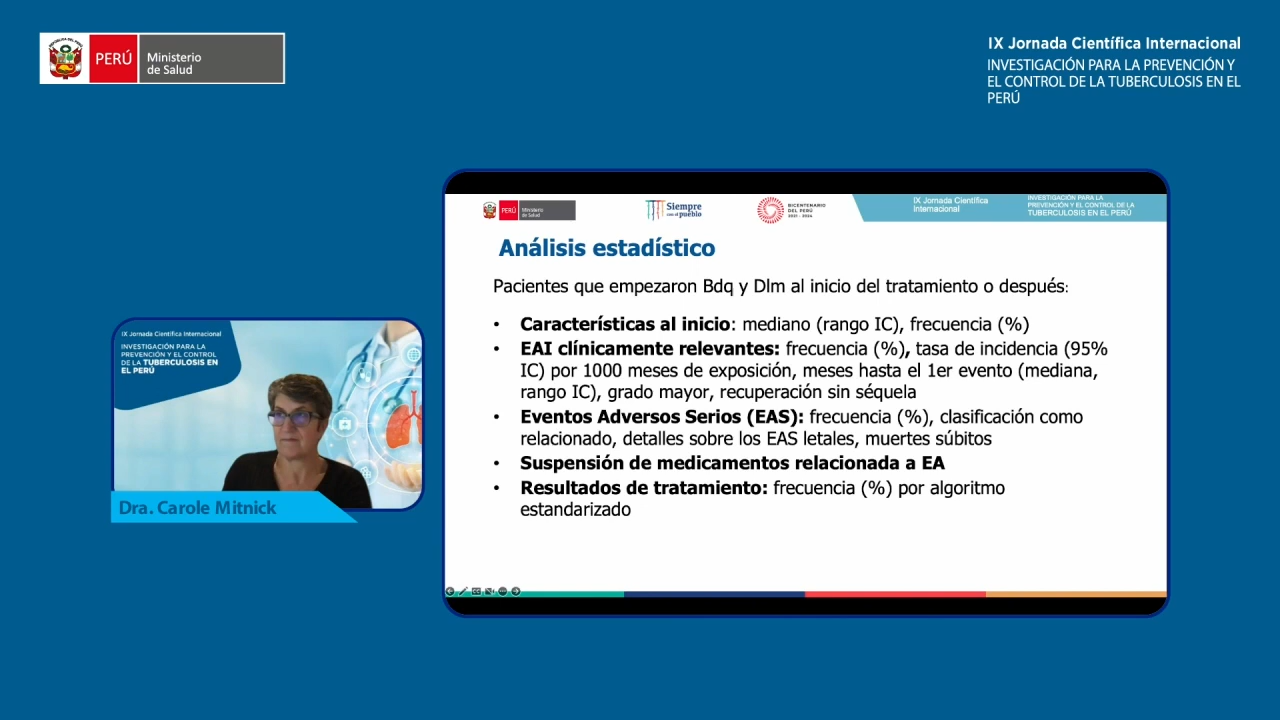 PERÚ
Ministerio
de Salud
IX Jornada Científica Internacional
INVESTIGACIÓN PARA LA PREVENCIÓN Y
EL CONTROL DE LA TUBERCULOSIS EN EL
PERÚ
PERÚ
Ministerio
de Salud
Siempre
con el pueblo
BICENTENARIO
DEL PERÚ
2021 - 2024
IX Jornada Científica
Internacional
INVESTIGACIÓN PARA LA
PREVENCIÓN Y EL CONTROL DE LA
TUBERCULOSIS EN EL PERÚ
Análisis estadístico
Pacientes que empezaron Bdq y Dlm al inicio del tratamiento o después:
• Características al inicio: mediano (rango IC), frecuencia (%)
• EAI clínicamente relevantes: frecuencia (%), tasa de incidencia (95%
IC) por 1000 meses de exposición, meses hasta el 1er evento (mediana,
rango IC), grado mayor, recuperación sin séquela
• Eventos Adversos Serios (EAS): frecuencia (%), clasificación como
relacionado, detalles sobre los EAS letales, muertes súbitos
• Suspensión de medicamentos relacionada a EA
• Resultados de tratamiento: frecuencia (%) por algoritmo
estandarizado
IX Jornada Científica Internacional
INVESTIGACIÓN PARA LA
PREVENCIÓN Y EL CONTROL
DE LA TUBERCULOSIS EN
EL PERÚ
Dra. Carole Mitnick